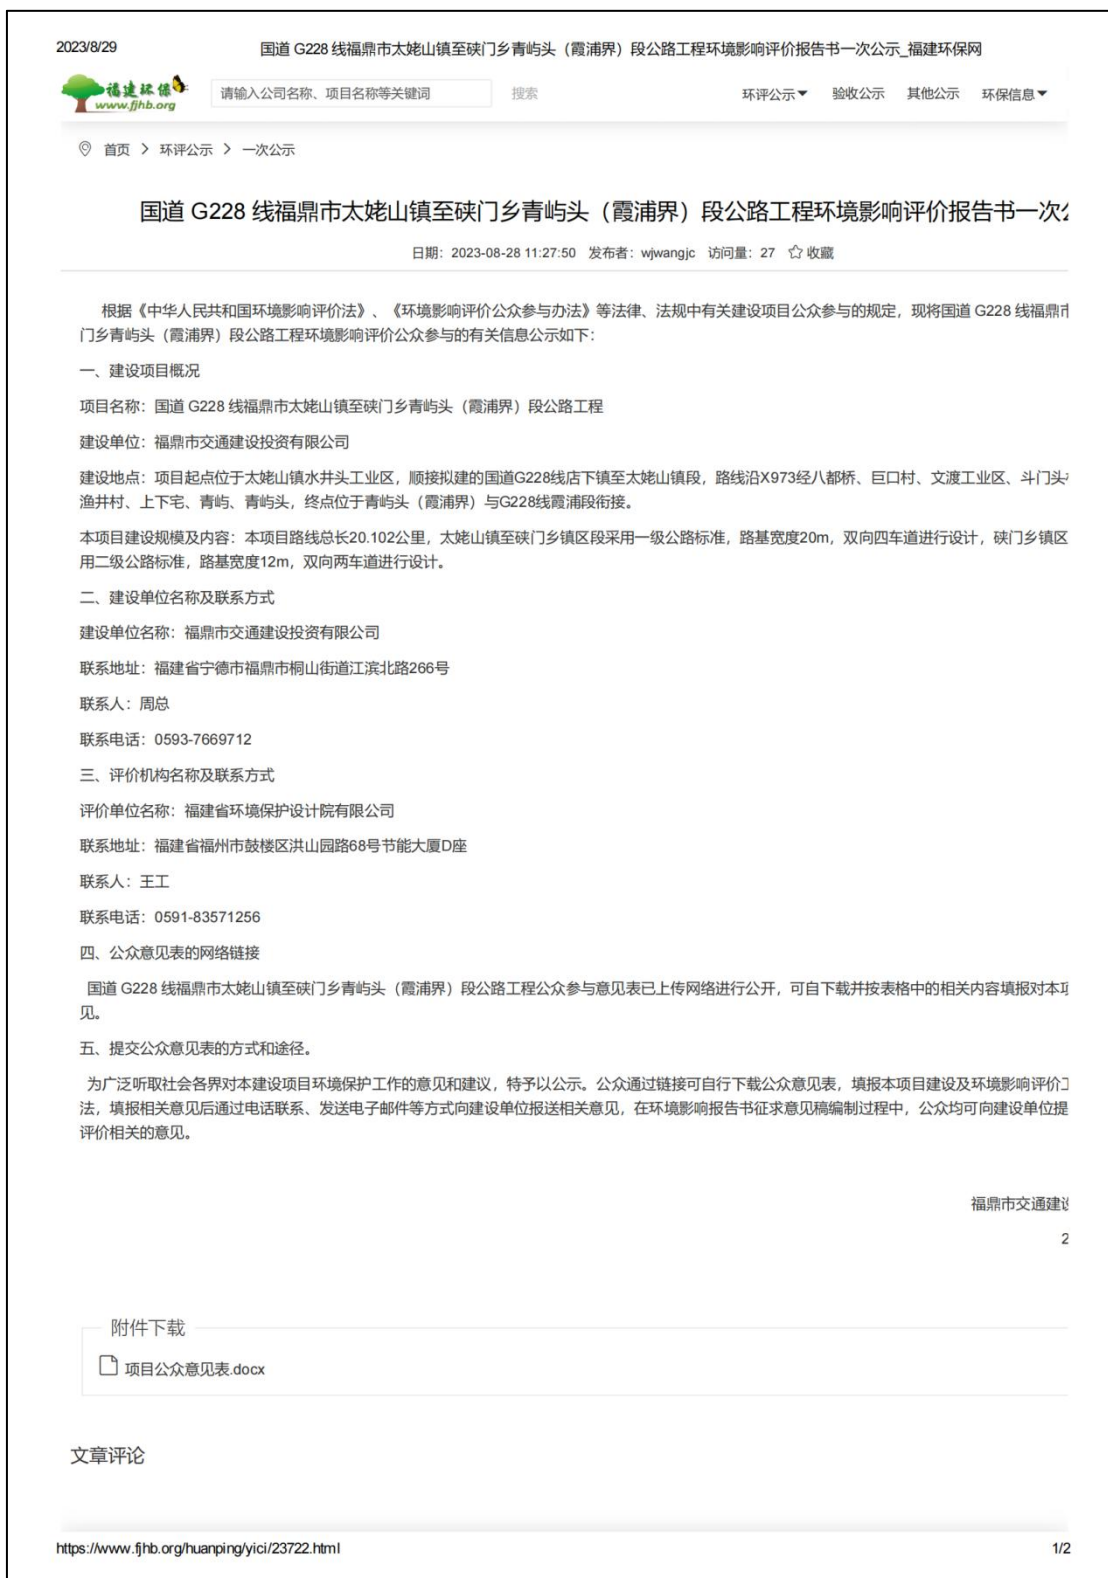 2023/8/29 国道 G228 线福鼎市太姥山镇至硖门乡青屿头（霞浦界）段公路工程环境影响评价报告书一次公示_福建环保网
福建环保 www.fjhb.org 请输入公司名称、项目名称等关键词 搜索 环评公示 验收公示 其他公示 环保信息
首页 > 环评公示 > 一次公示
国道 G228 线福鼎市太姥山镇至硖门乡青屿头（霞浦界）段公路工程环境影响评价报告书一次
日期：2023-08-28 11:27:50 发布者：wjwangjc 访问量：27 收藏
根据《中华人民共和国环境影响评价法》、《环境影响评价公众参与办法》等法律、法规中有关建设项目公众参与的规定，现将国道 G228 线福鼎市
门乡青屿头（霞浦界）段公路工程环境影响评价公众参与的有关信息公示如下：
一、建设项目概况
项目名称：国道 G228 线福鼎市太姥山镇至硖门乡青屿头（霞浦界）段公路工程
建设单位：福鼎市交通建设投资有限公司
建设地点：项目起点位于太姥山镇水井头工业区，顺接拟建的国道G228线店下镇至太姥山镇段，路线沿X973经八都桥、巨口村、文渡工业区、斗门头
渔井村、上下宅、青屿、青屿头，终点位于青屿头（霞浦界）与G228线霞浦段衔接。
本项目建设规模及内容：本项目路线总长20.102公里，太姥山镇至硖门乡镇区段采用一级公路标准，路基宽度20m，双向四车道进行设计，硖门乡镇区
用二级公路标准，路基宽度12m，双向两车道进行设计。
二、建设单位名称及联系方式
建设单位名称：福鼎市交通建设投资有限公司
联系地址：福建省宁德市福鼎市桐山街道江滨北路266号
联系人：周总
联系电话：0593-7669712
三、评价机构名称及联系方式
评价单位名称：福建省环境保护设计院有限公司
联系地址：福建省福州市鼓楼区洪山园路68号节能大厦D座
联系人：王工
联系电话：0591-83571256
四、公众意见表的网络链接
国道 G228 线福鼎市太姥山镇至硖门乡青屿头（霞浦界）段公路工程公众参与意见表已上传网络进行公开，可自下载并按表格中的相关内容填报对本项
见。
五、提交公众意见表的方式和途径。
为广泛听取社会各界对本建设项目环境保护工作的意见和建议，特予以公示。公众通过链接可自行下载公众意见表，填报本项目建设及环境影响评价
法，填报相关意见后通过电话联系、发送电子邮件等方式向建设单位报送相关意见，在环境影响报告书征求意见稿编制过程中，公众均可向建设单位提
评价相关的意见。
福鼎市交通建
2
附件下载
项目公众意见表.docx
文章评论
https://www.fjhb.org/huanping/yici/23722.html 1/2